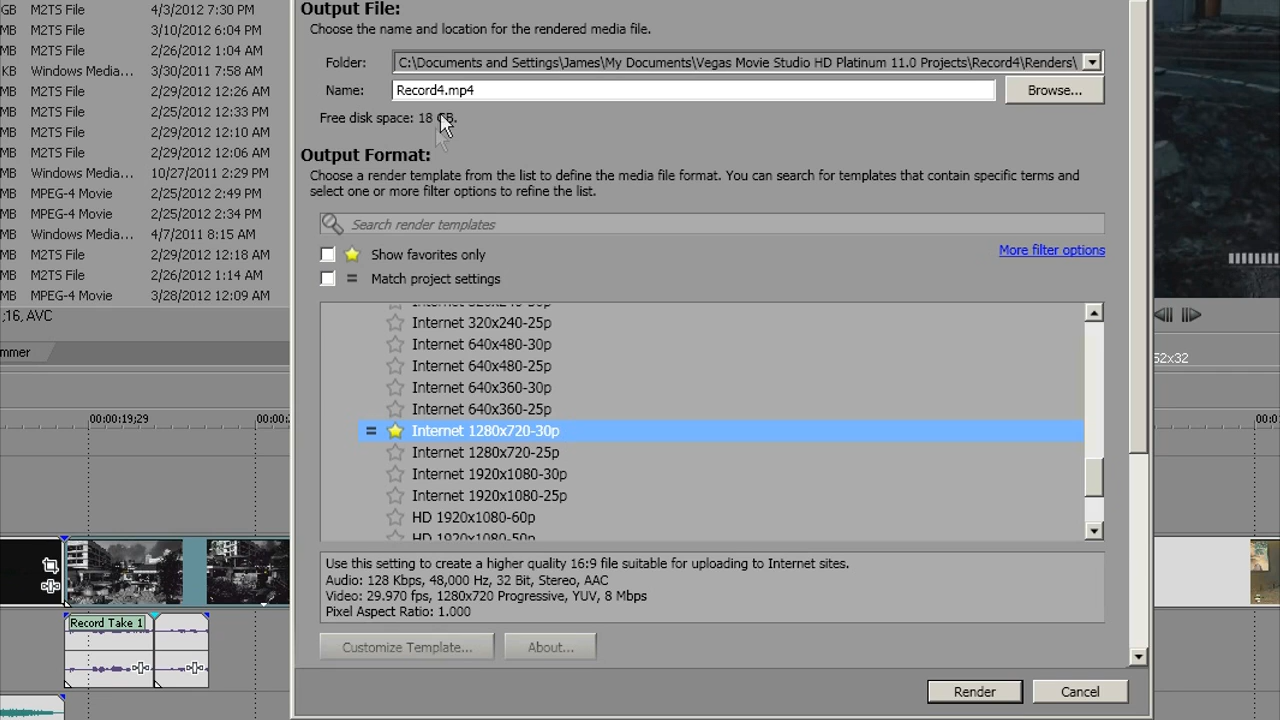 GB M2TS File 4/3/2012 7:30 PM
MB M2TS File 3/10/2012 6:04 PM
MB M2TS File 2/26/2012 1:04 AM
KB Windows Media... 3/30/2011 7:58 AM
MB M2TS File 2/29/2012 12:26 AM
MB M2TS File 2/25/2012 12:33 PM
MB M2TS File 2/29/2012 12:10 AM
MB M2TS File 2/29/2012 12:06 AM
MB Windows Media... 10/27/2011 2:29 PM
MB MPEG-4 Movie 2/25/2012 2:49 PM
MB MPEG-4 Movie 2/25/2012 2:34 PM
MB Windows Media... 4/7/2011 8:15 AM
MB M2TS File 2/29/2012 12:18 AM
MB M2TS File 2/26/2012 1:14 AM
MB MPEG-4 Movie 3/28/2012 12:09 AM
;16, AVC
mmer
00:00:19;29
00:00:2
Record Take 1
Output File:
Choose the name and location for the rendered media file.
Folder: C:\Documents and Settings\James\My Documents\Vegas Movie Studio HD Platinum 11.0 Projects\Record4\Renders\
Name: Record4.mp4 Browse...
Free disk space: 18 GB.
Output Format:
Choose a render template from the list to define the media file format. You can search for templates that contain specific terms and
select one or more filter options to refine the list.
Search render templates
Show favorites only More filter options
= Match project settings
Internet 320x240-30p
Internet 320x240-25p
Internet 640x480-30p
Internet 640x480-25p
Internet 640x360-30p
Internet 640x360-25p
= Internet 1280x720-30p
Internet 1280x720-25p
Internet 1920x1080-30p
Internet 1920x1080-25p
HD 1920x1080-60p
HD 1920x1080-50p
Use this setting to create a higher quality 16:9 file suitable for uploading to Internet sites.
Audio: 128 Kbps, 48,000 Hz, 32 Bit, Stereo, AAC
Video: 29.970 fps, 1280x720 Progressive, YUV, 8 Mbps
Pixel Aspect Ratio: 1.000
Customize Template... About...
Render Cancel
52x32
00:0